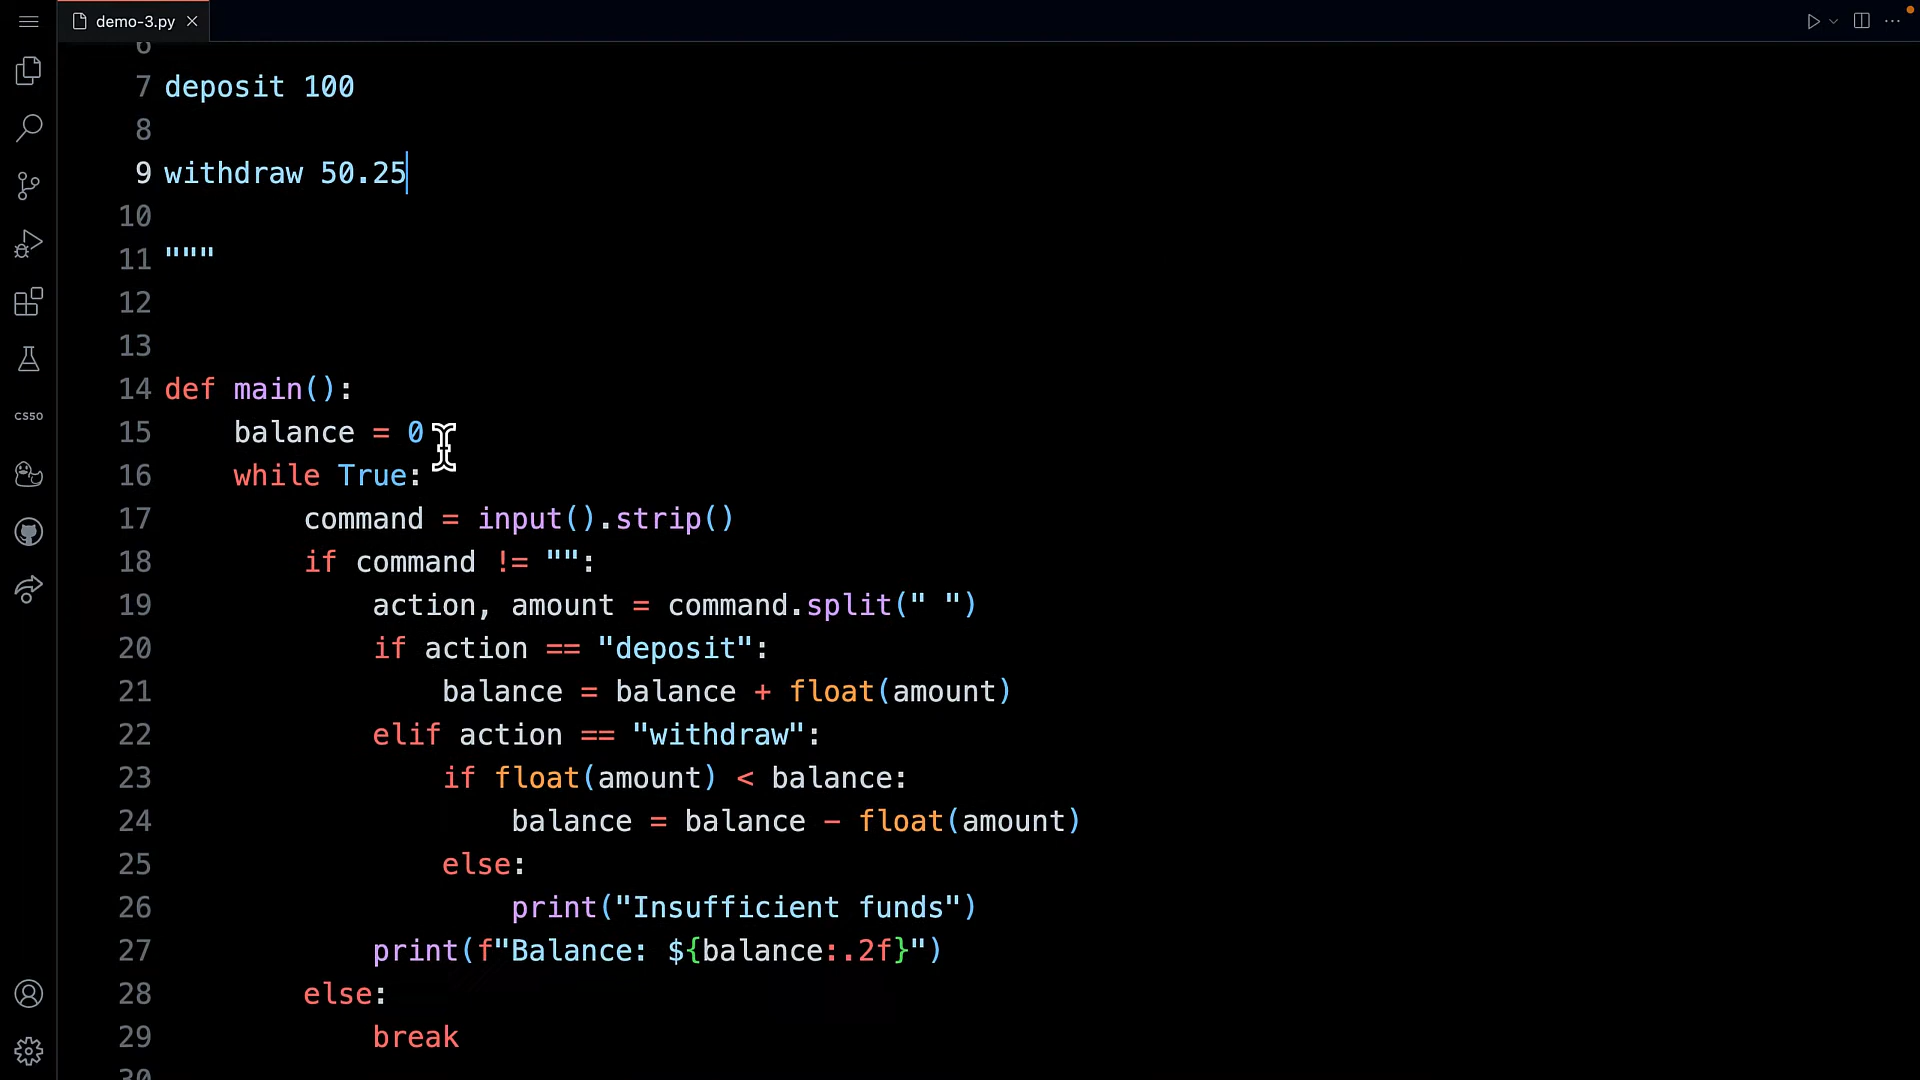 demo-3.py
6
7 deposit 100
8
9 withdraw 50.25
10
11 """
12
13
14 def main():
15     balance = 0
16     while True:
17         command = input().strip()
18         if command != "":
19             action, amount = command.split(" ")
20             if action == "deposit":
21                 balance = balance + float(amount)
22             elif action == "withdraw":
23                 if float(amount) < balance:
24                     balance = balance - float(amount)
25                 else:
26                     print("Insufficient funds")
27             print(f"Balance: ${balance:.2f}")
28         else:
29             break
30
CS50